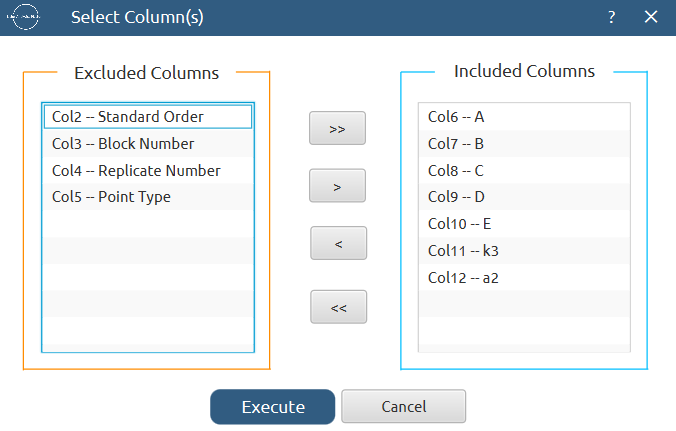 Select Column(s) ? ✕
Excluded Columns
Col2 -- Standard Order
Col3 -- Block Number
Col4 -- Replicate Number
Col5 -- Point Type
>>
>
<
<<
Included Columns
Col6 -- A
Col7 -- B
Col8 -- C
Col9 -- D
Col10 -- E
Col11 -- k3
Col12 -- a2
Execute
Cancel